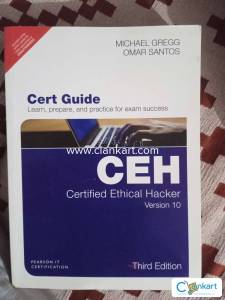 MICHAEL GREGG
OMAR SANTOS
Cert Guide
Learn, prepare, and practice for exam success
www.clankart.com
CEH
Certified Ethical Hacker
Version 10
PEARSON IT
CERTIFICATION
Third Edition
Clankart